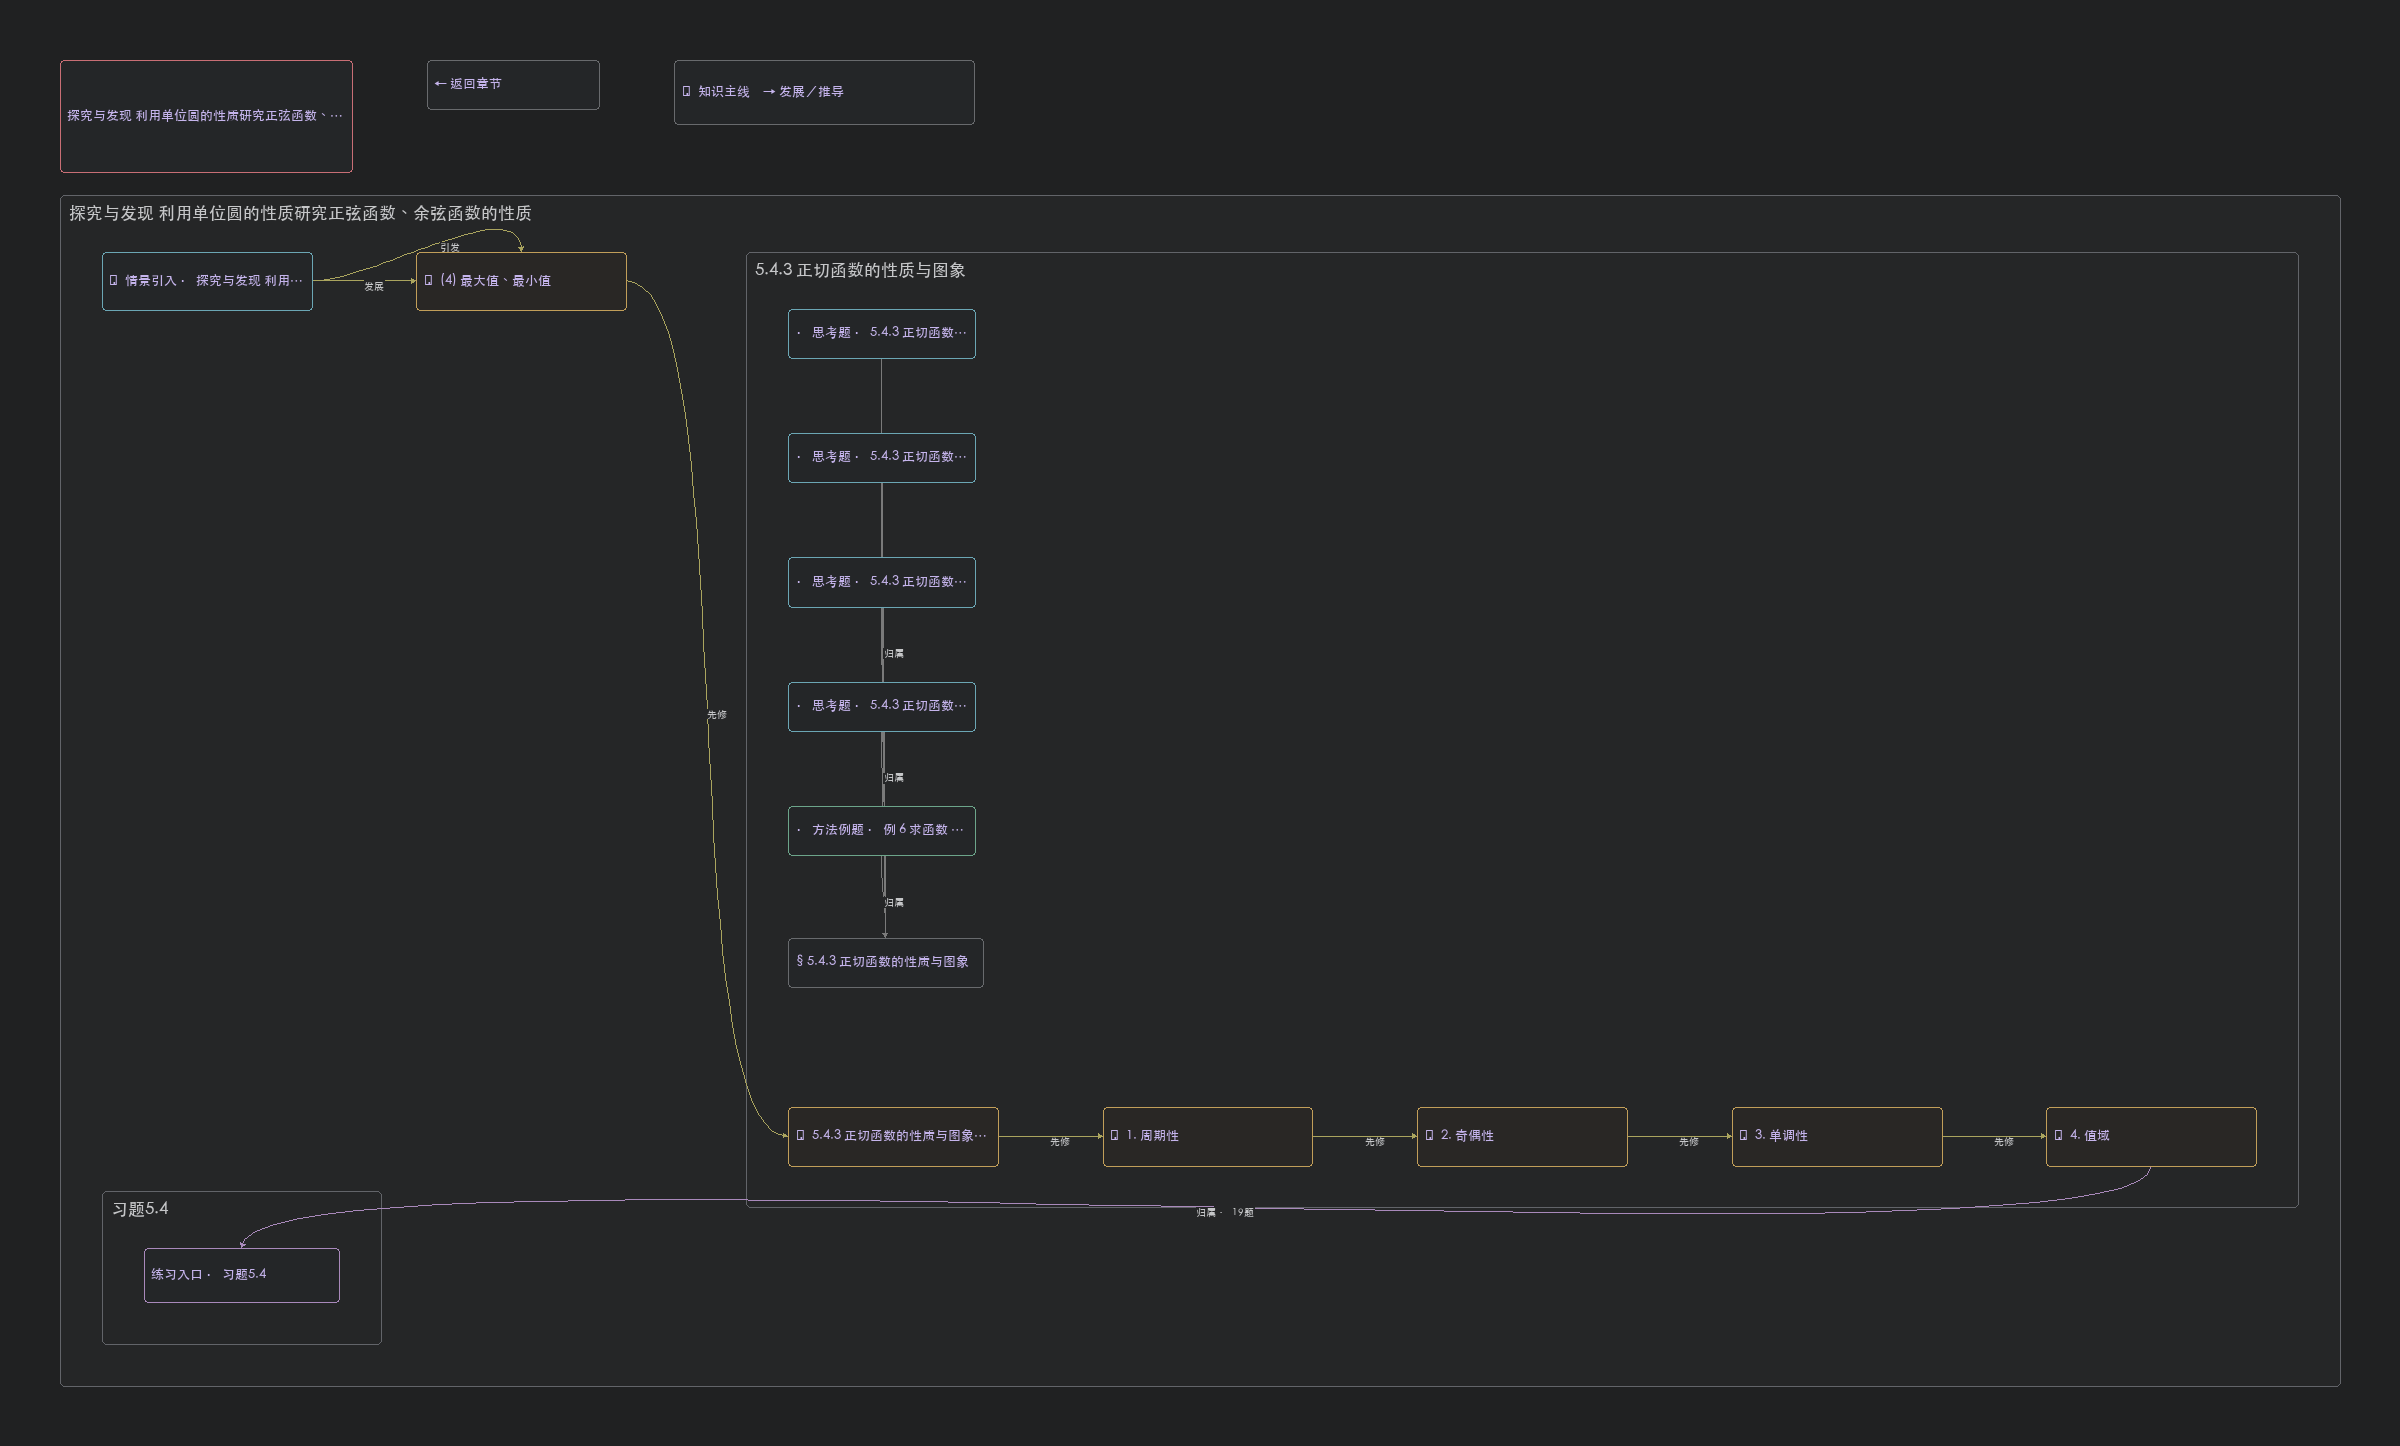 探究与发现 利用单位圆的性质研究正弦函数、…
← 返回章节
知识主线 → 发展／推导
探究与发现 利用单位圆的性质研究正弦函数、余弦函数的性质
引发
情景引入 · 探究与发现 利用…
发展
(4) 最大值、最小值
5.4.3 正切函数的性质与图象
· 思考题 · 5.4.3 正切函数…
· 思考题 · 5.4.3 正切函数…
· 思考题 · 5.4.3 正切函数…
归属
· 思考题 · 5.4.3 正切函数…
先修
归属
· 方法例题 · 例 6 求函数 …
归属
§ 5.4.3 正切函数的性质与图象
5.4.3 正切函数的性质与图象…
先修
1. 周期性
先修
2. 奇偶性
先修
3. 单调性
先修
4. 值域
习题5.4
归属 · 19题
练习入口 · 习题5.4